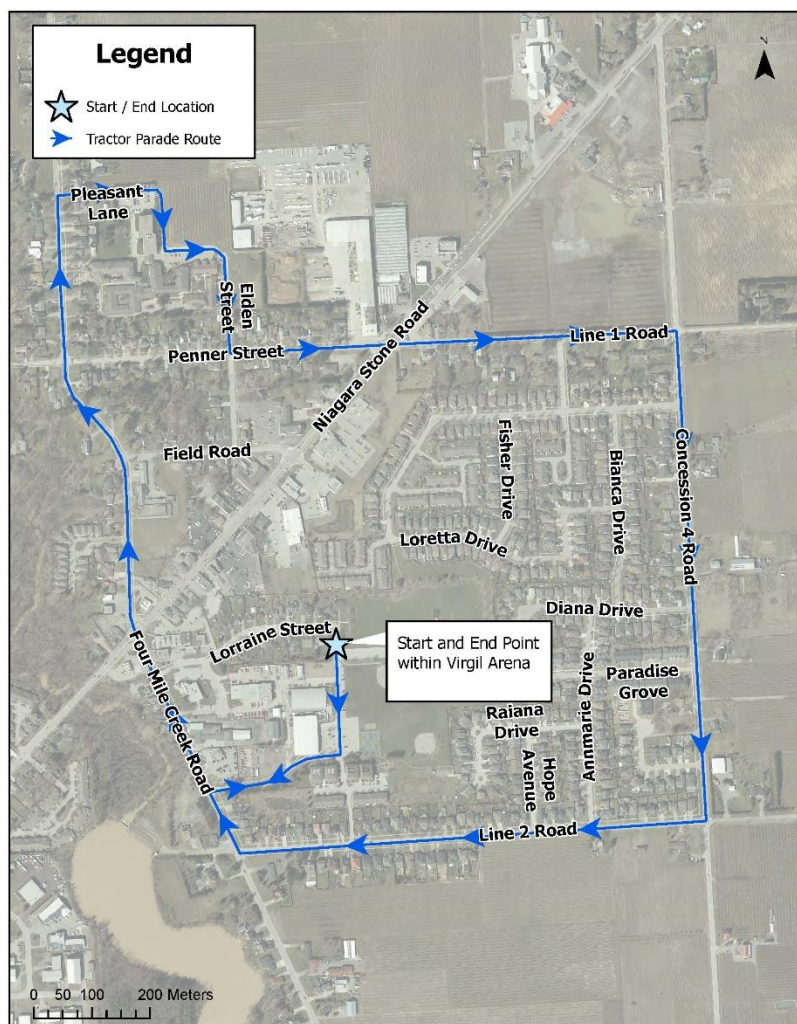 Legend
Start / End Location
Tractor Parade Route
z
Pleasant
Lane
Elden
Street
Penner Street
Niagara Stone Road
Line 1 Road
Field Road
Fisher Drive
Bianca Drive
Concession 4 Road
Loretta Drive
Diana Drive
Lorraine Street
Start and End Point
within Virgil Arena
Four Mile Creek Road
Paradise
Grove
Annmarie Drive
Raiana
Drive
Hope
Avenue
Line 2 Road
0 50 100 200 Meters